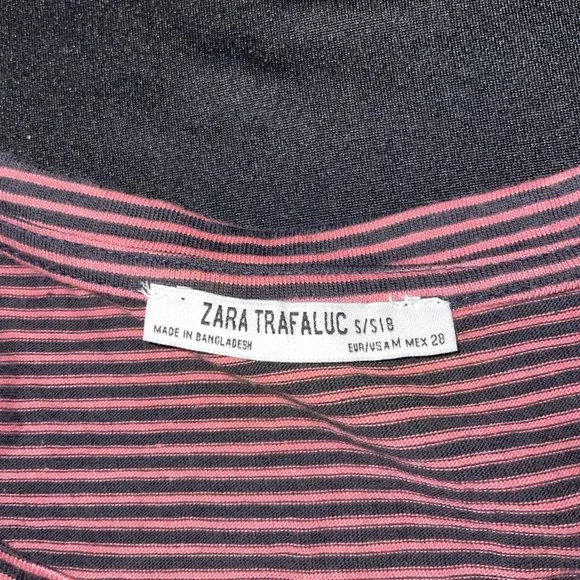 ZARA TRAFALUC S/S18
MADE IN BANGLADESH EUR/USA M MEX 28